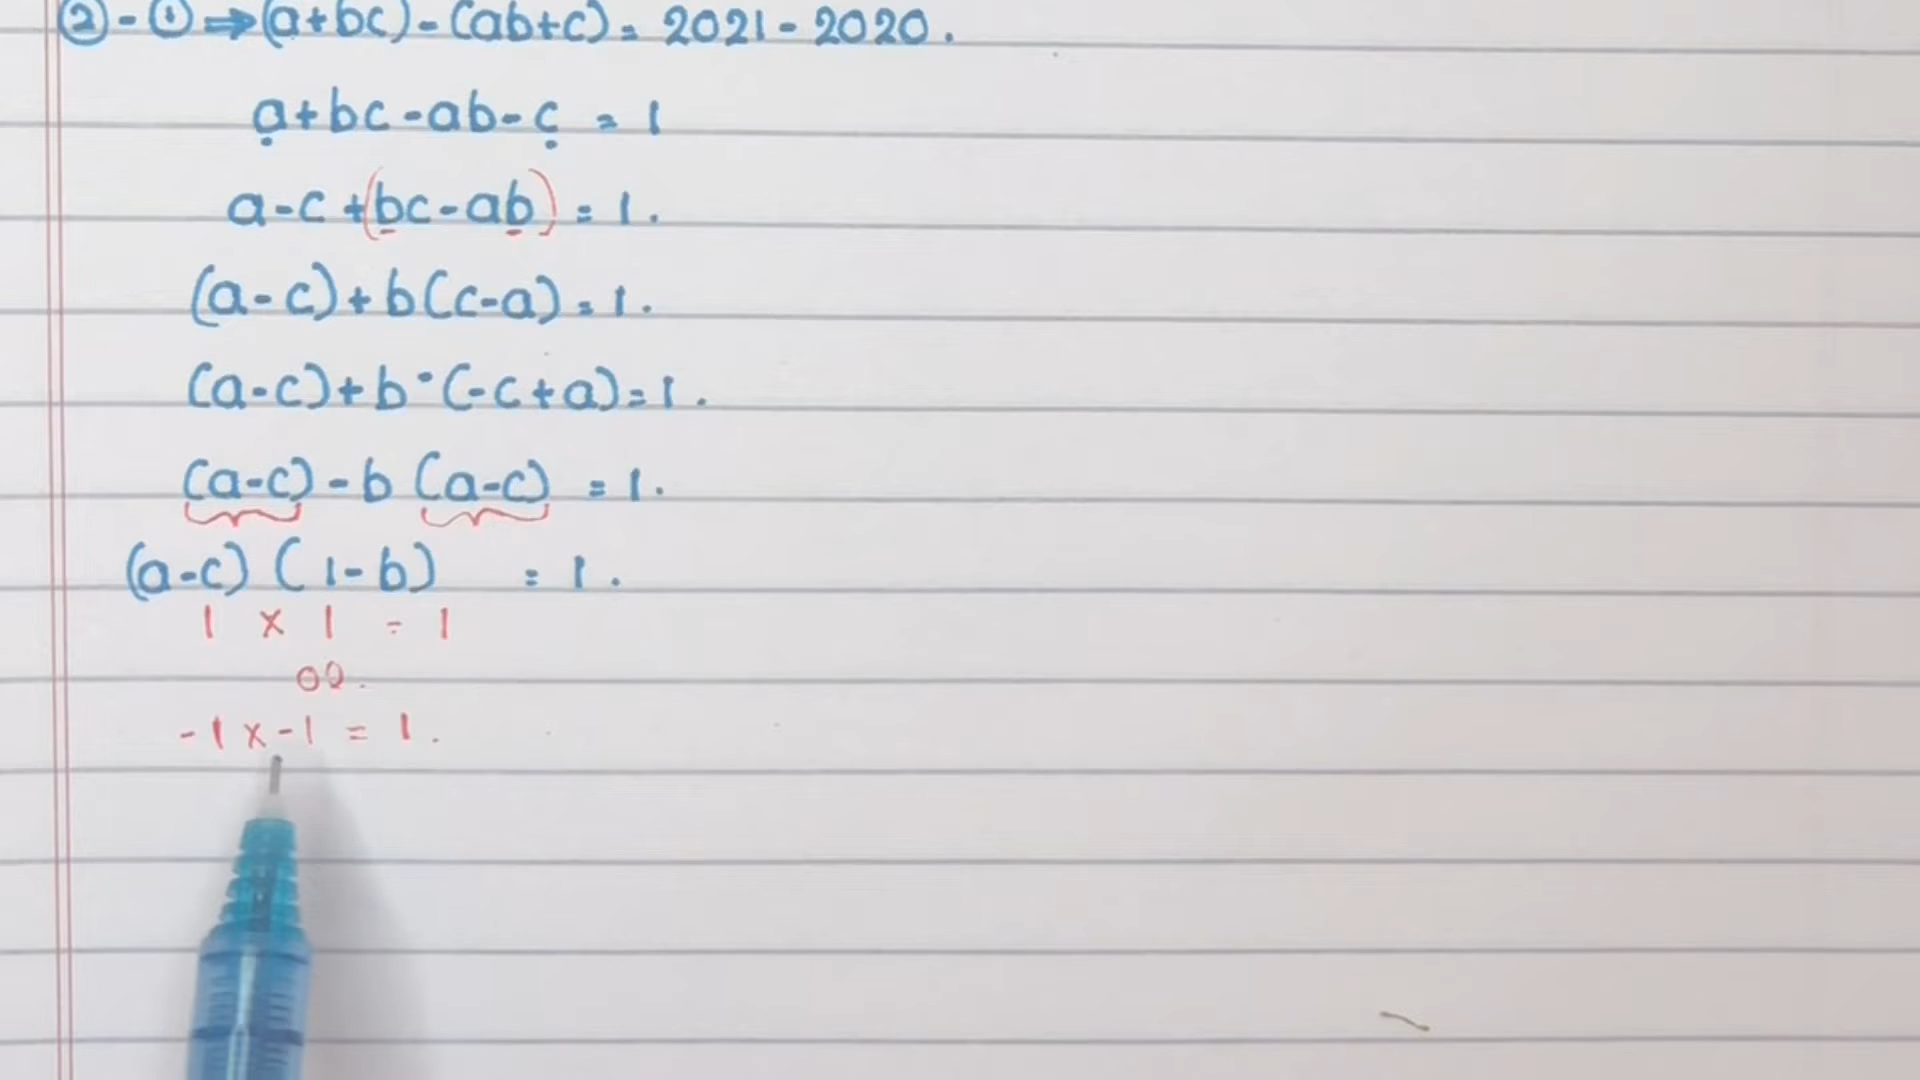 ② - ① ⇒ (a+bc) - (ab+c) = 2021 - 2020.
a+bc-ab-c = 1
a-c+(bc-ab) = 1.
(a-c)+b(c-a) = 1.
(a-c)+b·(-c+a)=1.
(a-c)-b(a-c) = 1.
(a-c)(1-b) = 1.
1 × 1 = 1
or.
-1 × -1 = 1.